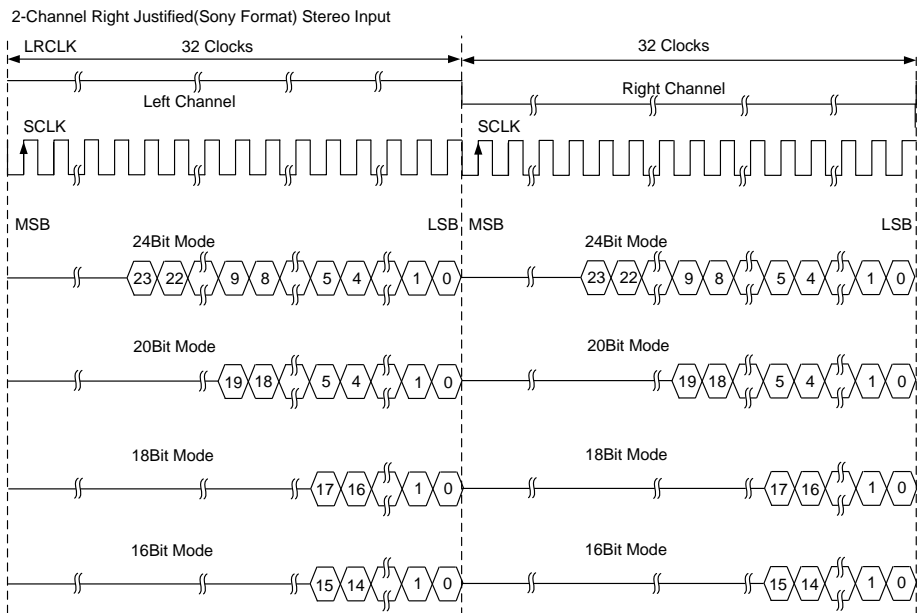 2-Channel Right Justified(Sony Format) Stereo Input
LRCLK 32 Clocks 32 Clocks
Left Channel Right Channel
SCLK SCLK
MSB LSB MSB LSB
24Bit Mode 24Bit Mode
23 22 9 8 5 4 1 0 23 22 9 8 5 4 1 0
20Bit Mode 20Bit Mode
19 18 5 4 1 0 19 18 5 4 1 0
18Bit Mode 18Bit Mode
17 16 1 0 17 16 1 0
16Bit Mode 16Bit Mode
15 14 1 0 15 14 1 0